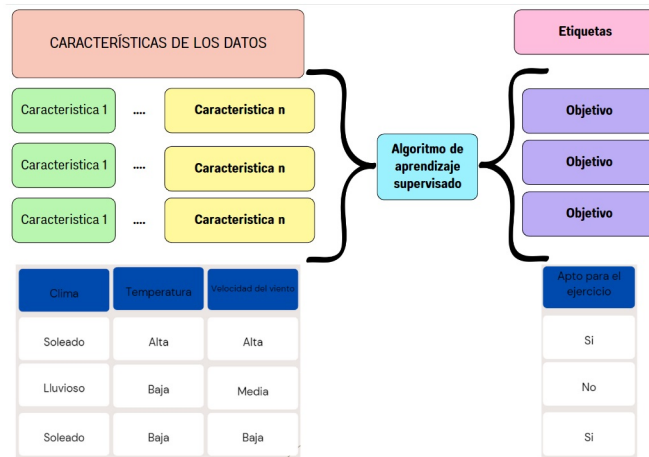 CARACTERÍSTICAS DE LOS DATOS
Etiquetas
Caracteristica 1 .... Caracteristica n
Objetivo
Caracteristica 1 .... Caracteristica n
Objetivo
Caracteristica 1 .... Caracteristica n
Objetivo
Algoritmo de
aprendizaje
supervisado
Clima Temperatura Velocidad del viento
Soleado Alta Alta
Lluvioso Baja Media
Soleado Baja Baja
Apto para el
ejercicio
Si
No
Si